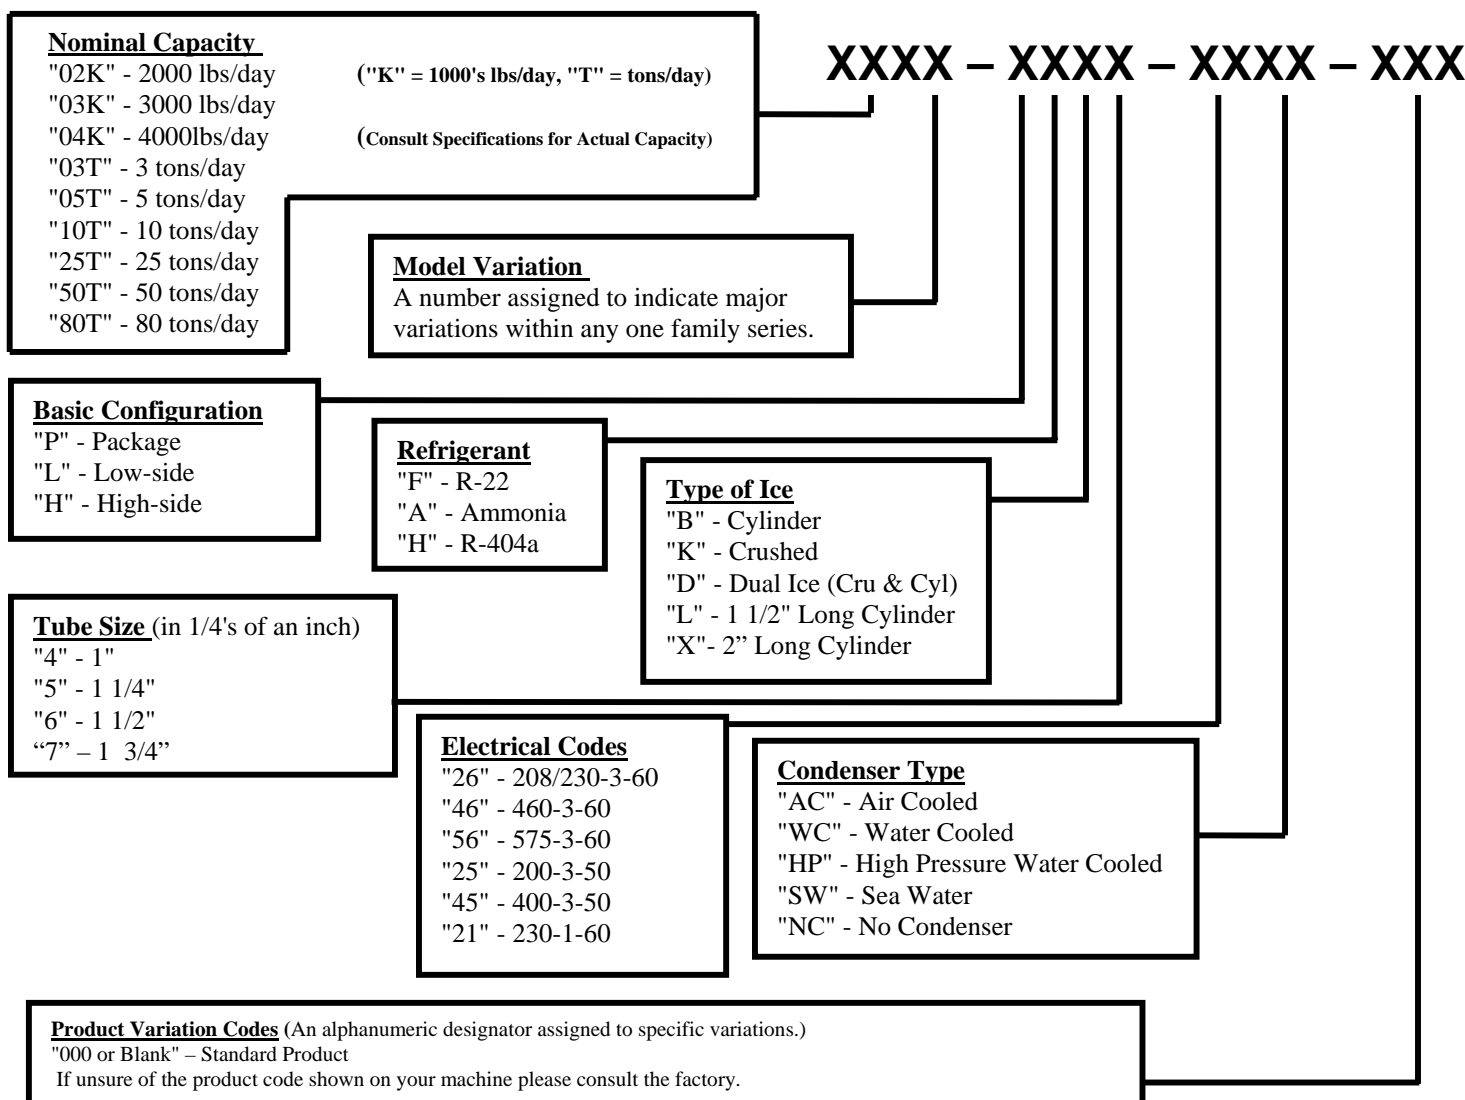 XXXX – XXXX – XXXX – XXX
Nominal Capacity
"02K" - 2000 lbs/day ("K" = 1000's lbs/day, "T" = tons/day)
"03K" - 3000 lbs/day
"04K" - 4000lbs/day (Consult Specifications for Actual Capacity)
"03T" - 3 tons/day
"05T" - 5 tons/day
"10T" - 10 tons/day
"25T" - 25 tons/day
"50T" - 50 tons/day
"80T" - 80 tons/day
Model Variation
A number assigned to indicate major
variations within any one family series.
Basic Configuration
"P" - Package
"L" - Low-side
"H" - High-side
Refrigerant
"F" - R-22
"A" - Ammonia
"H" - R-404a
Type of Ice
"B" - Cylinder
"K" - Crushed
"D" - Dual Ice (Cru & Cyl)
"L" - 1 1/2" Long Cylinder
"X"- 2” Long Cylinder
Tube Size (in 1/4's of an inch)
"4" - 1"
"5" - 1 1/4"
"6" - 1 1/2"
“7” – 1 3/4”
Electrical Codes
"26" - 208/230-3-60
"46" - 460-3-60
"56" - 575-3-60
"25" - 200-3-50
"45" - 400-3-50
"21" - 230-1-60
Condenser Type
"AC" - Air Cooled
"WC" - Water Cooled
"HP" - High Pressure Water Cooled
"SW" - Sea Water
"NC" - No Condenser
Product Variation Codes (An alphanumeric designator assigned to specific variations.)
"000 or Blank" – Standard Product
If unsure of the product code shown on your machine please consult the factory.